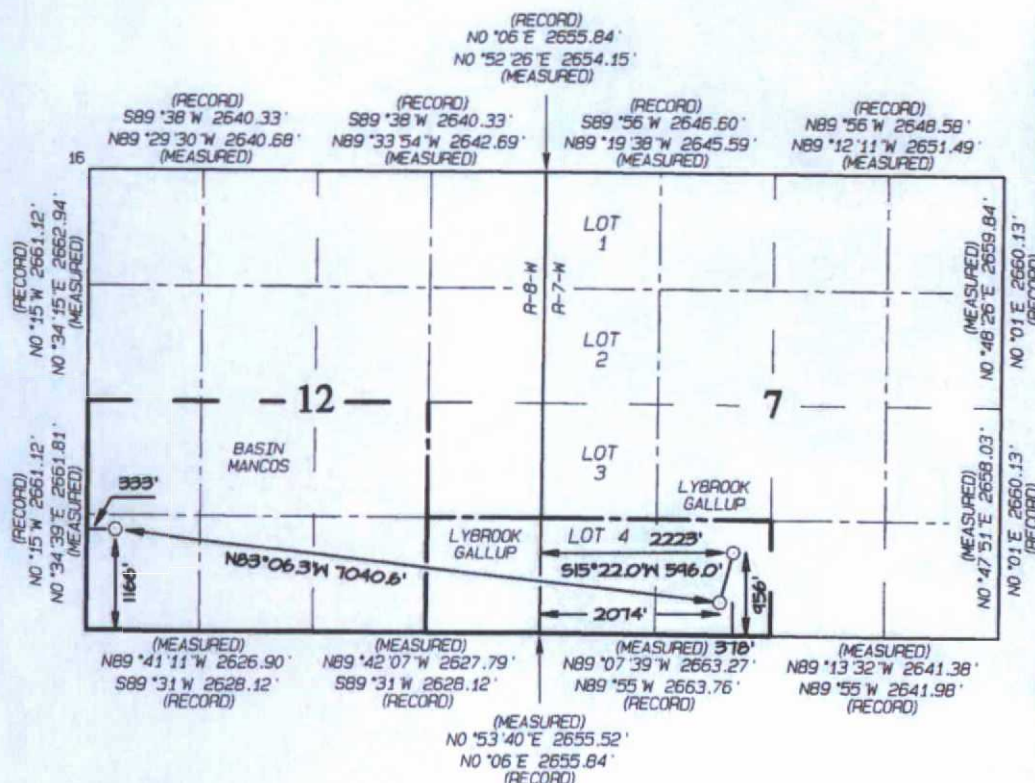 (RECORD)
N0°06'E 2655.84'
N0°52'26"E 2654.15'
(MEASURED)
(RECORD)
S89°38'W 2640.33'
N89°29'30"W 2640.68'
(MEASURED)
(RECORD)
S89°38'W 2640.33'
N89°33'54"W 2642.69'
(MEASURED)
(RECORD)
S89°56'W 2646.60'
N89°19'38"W 2645.59'
(MEASURED)
(RECORD)
N89°56'W 2648.58'
N89°12'11"W 2651.49'
(MEASURED)
16
(RECORD)
N0°15'W 2661.12'
N0°34'15"E 2662.94'
(MEASURED)
LOT
1
R-8-W
R-7-W
LOT
2
(MEASURED)
N0°48'26"E 2659.84'
N0°01'E 2660.13'
(RECORD)
12
7
(RECORD)
N0°15'W 2661.12'
N0°34'39"E 2661.81'
(MEASURED)
BASIN
MANCOS
LOT
3
LYBROOK
GALLUP
(MEASURED)
N0°47'51"E 2658.03'
N0°01'E 2660.13'
(RECORD)
333'
LYBROOK
GALLUP
LOT 4
2223'
N83°06.3'W 7040.6'
S15°22.0'W 596.0'
1168'
956'
2074'
378'
(MEASURED)
N89°41'11"W 2626.90'
S89°31'W 2628.12'
(RECORD)
(MEASURED)
N89°42'07"W 2627.79'
S89°31'W 2628.12'
(RECORD)
(MEASURED)
N89°07'39"W 2663.27'
N89°55'W 2663.76'
(RECORD)
(MEASURED)
N89°13'32"W 2641.38'
N89°55'W 2641.98'
(RECORD)
(MEASURED)
N0°53'40"E 2655.52'
N0°06'E 2655.84'
(RECORD)